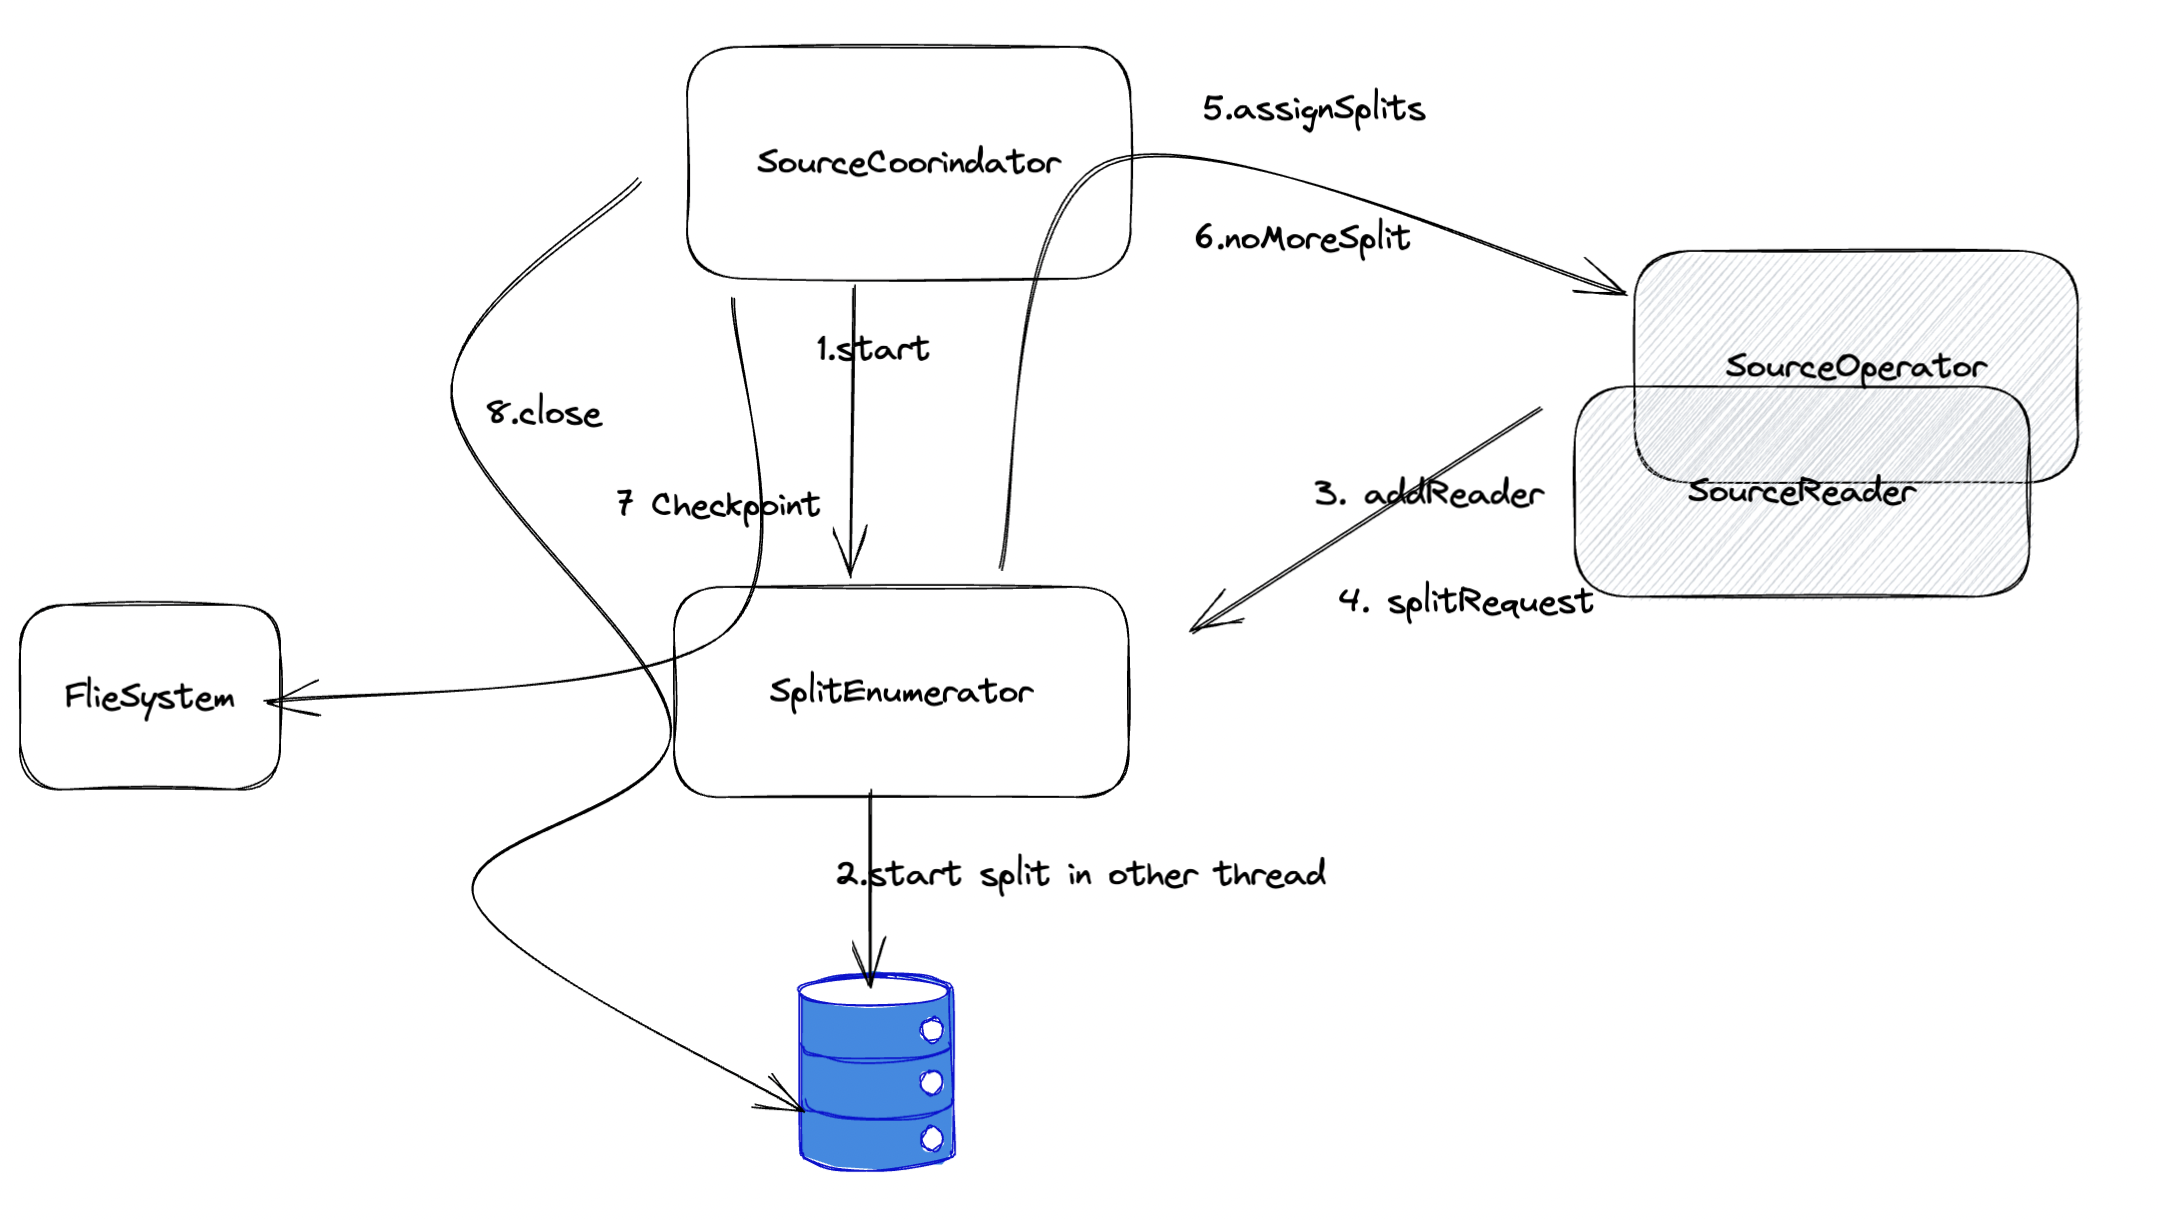 SourceCoorindator
5.assignSplits
6.noMoreSplit
1.start
SourceOperator
8.close
7 Checkpoint
3. addReader
SourceReader
4. splitRequest
FlieSystem
SplitEnumerator
2.start split in other thread